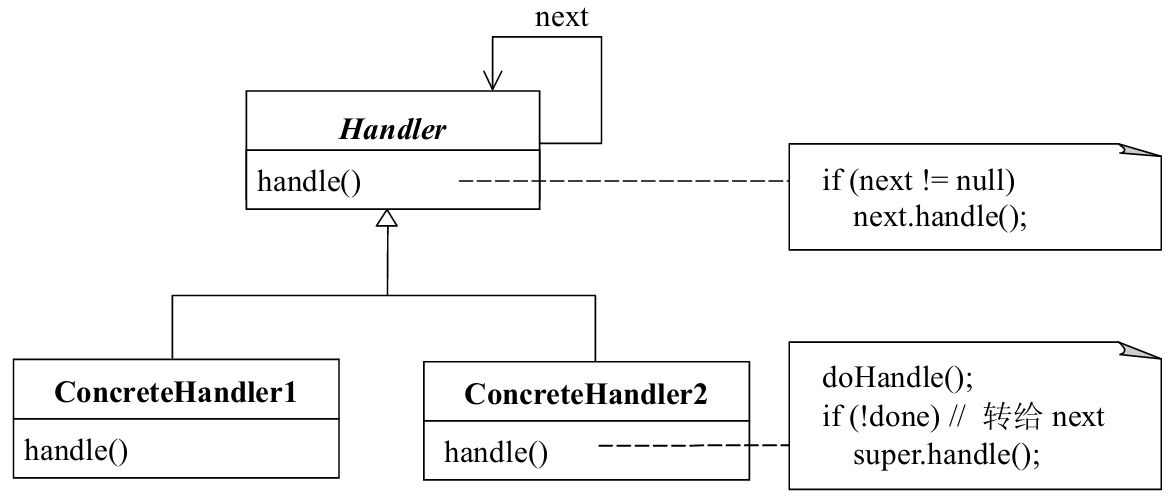 next
Handler
handle()
if (next != null)
next.handle();
ConcreteHandler1
handle()
ConcreteHandler2
handle()
doHandle();
if (!done) // 转给 next
super.handle();